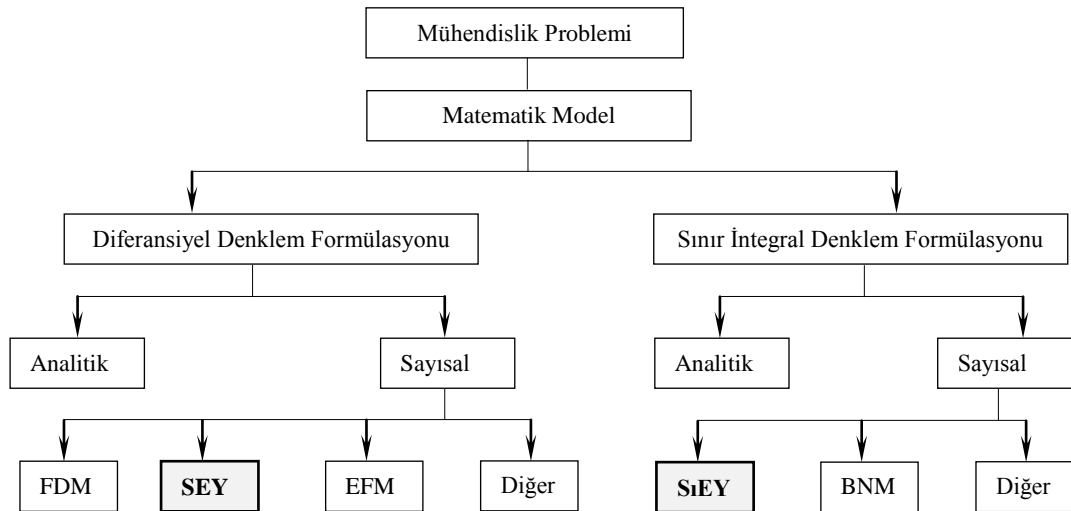 Mühendislik Problemi
Matematik Model
Diferansiyel Denklem Formülasyonu
Sınır İntegral Denklem Formülasyonu
Analitik
Sayısal
Analitik
Sayısal
FDM
SEY
EFM
Diğer
SıEY
BNM
Diğer